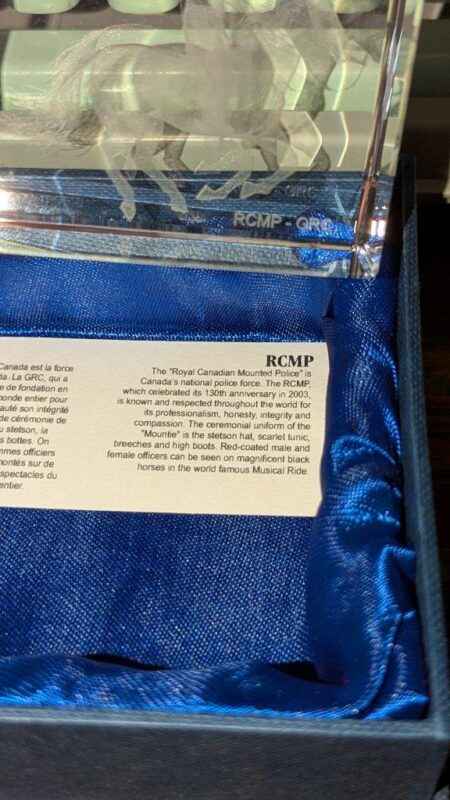 RCMP - GRC
Canada est la force
La GRC, qui a
de fondation en
monde entier pour
son intégrité
de cérémonie de
stetson, la
bottes. On
officiers
montés sur de
spectacles du
entier.
RCMP
The "Royal Canadian Mounted Police" is
Canada's national police force. The RCMP,
which celebrated its 130th anniversary in 2003,
is known and respected throughout the world for
its professionalism, honesty, integrity and
compassion. The ceremonial uniform of the
"Mountie" is the stetson hat, scarlet tunic,
breeches and high boots. Red-coated male and
female officers can be seen on magnificent black
horses in the world famous Musical Ride.